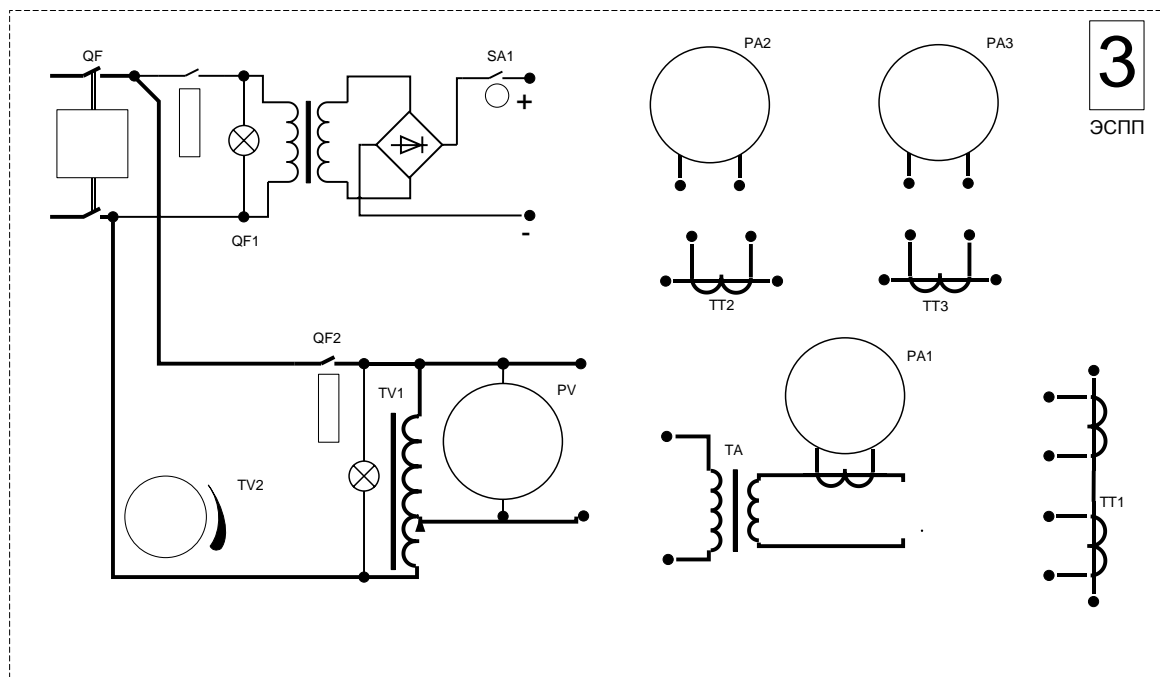 QF
SA1
PA2
PA3
3
+
ЭСПП
QF1
-
TT2
TT3
QF2
TV1
PV
PA1
TA
TV2
TT1